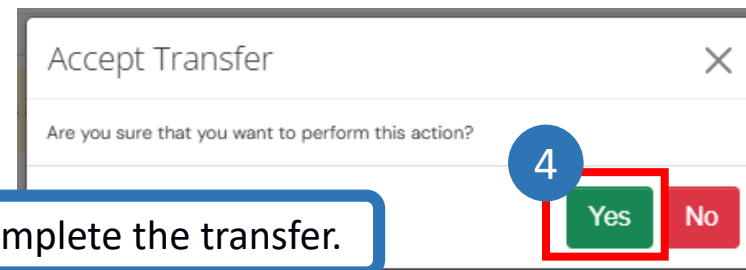 Accept Transfer
Are you sure that you want to perform this action?
4
Yes No
mplete the transfer.